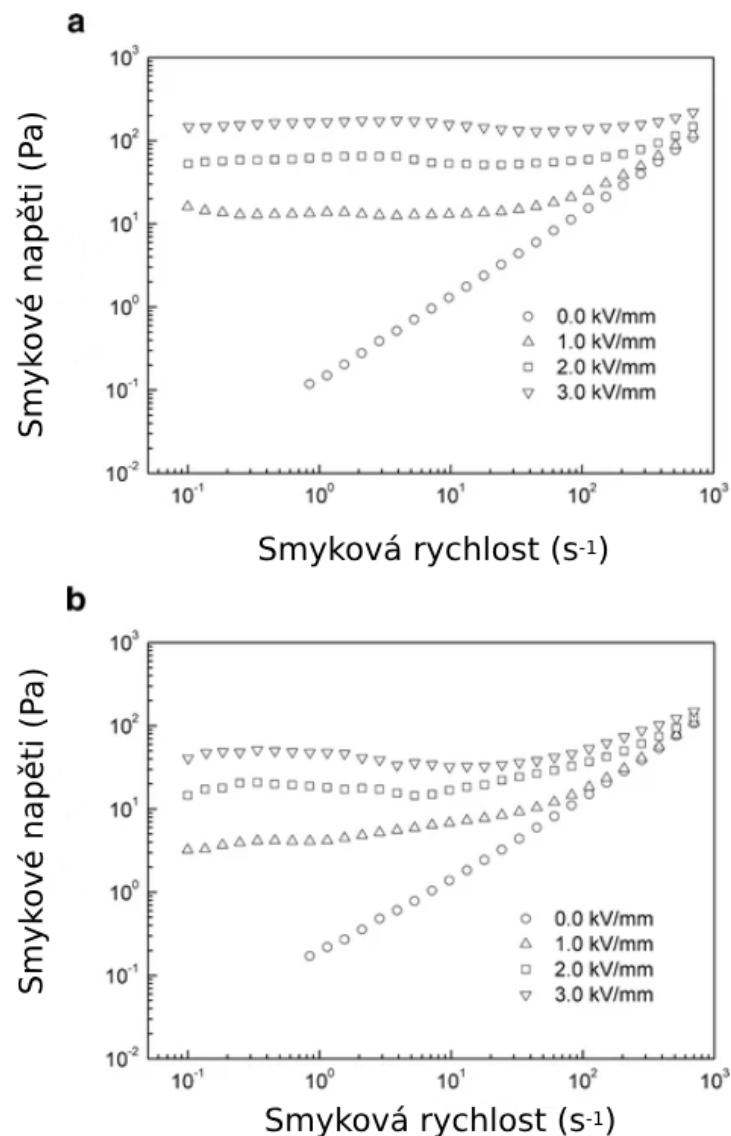 a
10³
10²
10¹
10⁰
10⁻¹
10⁻²
Smykové napěti (Pa)
0.0 kV/mm
1.0 kV/mm
2.0 kV/mm
3.0 kV/mm
10⁻¹ 10⁰ 10¹ 10² 10³
Smyková rychlost (s-1)
b
10³
10²
10¹
10⁰
10⁻¹
10⁻²
Smykové napěti (Pa)
0.0 kV/mm
1.0 kV/mm
2.0 kV/mm
3.0 kV/mm
10⁻¹ 10⁰ 10¹ 10² 10³
Smyková rychlost (s-1)